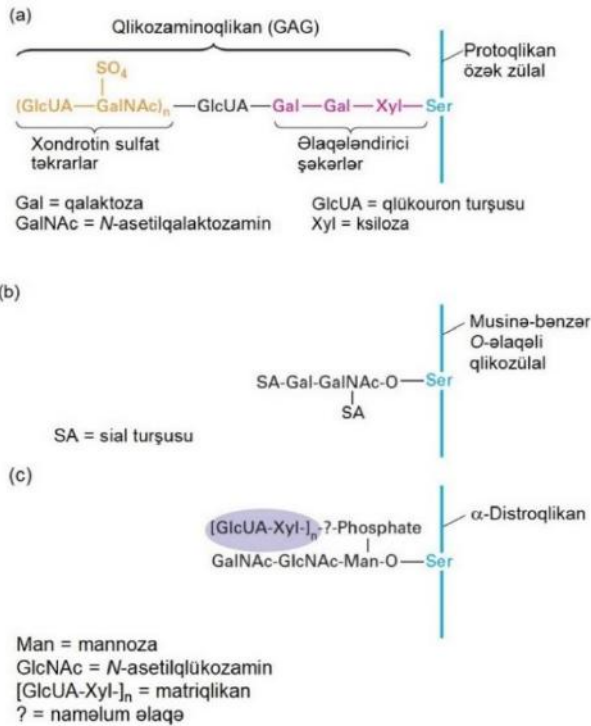 (a)
Qlikozaminoqlikan (GAG)
Protoqlikan
özək zülal
SO₄
(GlcUA—GalNAc)ₙ—GlcUA—Gal—Gal—Xyl—Ser
Xondrotin sulfat
təkrarlar
Əlaqələndirici
şəkərlər
Gal = qalaktoza
GalNAc = N-asetilqalaktozamin
GlcUA = qlükouron turşusu
Xyl = ksiloza
(b)
Musinə-bənzər
O-əlaqəli
qlikozülal
SA-Gal-GalNAc-O—Ser
SA
SA = sial turşusu
(c)
α-Distroqlikan
[GlcUA-Xyl-]ₙ-?-Phosphate
GalNAc-GlcNAc-Man-O—Ser
Man = mannoza
GlcNAc = N-asetilqlükozamin
[GlcUA-Xyl-]ₙ = matriqlikan
? = naməlum əlaqə